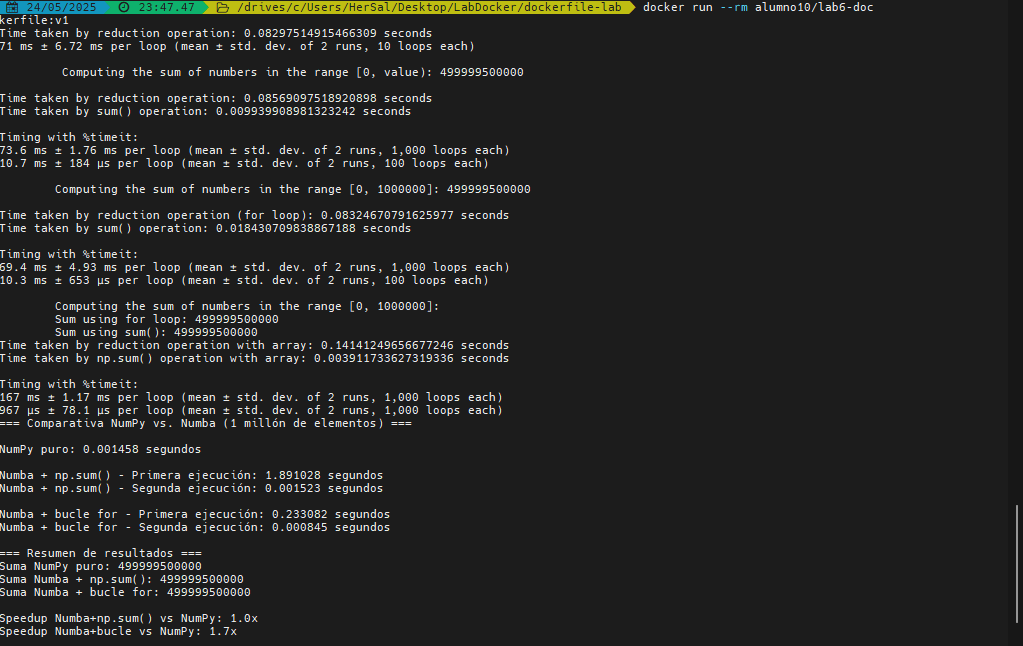 24/05/2025 23:47.47 /drives/c/Users/HerSal/Desktop/LabDocker/dockerfile-lab docker run --rm alumno10/lab6-doc
kerfile:v1
Time taken by reduction operation: 0.08297514915466309 seconds
71 ms ± 6.72 ms per loop (mean ± std. dev. of 2 runs, 10 loops each)
Computing the sum of numbers in the range [0, value): 499999500000
Time taken by reduction operation: 0.08569097518920898 seconds
Time taken by sum() operation: 0.009939908981323242 seconds
Timing with %timeit:
73.6 ms ± 1.76 ms per loop (mean ± std. dev. of 2 runs, 1,000 loops each)
10.7 ms ± 184 µs per loop (mean ± std. dev. of 2 runs, 100 loops each)
Computing the sum of numbers in the range [0, 1000000]: 499999500000
Time taken by reduction operation (for loop): 0.08324670791625977 seconds
Time taken by sum() operation: 0.018430709838867188 seconds
Timing with %timeit:
69.4 ms ± 4.93 ms per loop (mean ± std. dev. of 2 runs, 1,000 loops each)
10.3 ms ± 653 µs per loop (mean ± std. dev. of 2 runs, 100 loops each)
Computing the sum of numbers in the range [0, 1000000]:
Sum using for loop: 499999500000
Sum using sum(): 499999500000
Time taken by reduction operation with array: 0.14141249656677246 seconds
Time taken by np.sum() operation with array: 0.003911733627319336 seconds
Timing with %timeit:
167 ms ± 1.17 ms per loop (mean ± std. dev. of 2 runs, 1,000 loops each)
967 µs ± 78.1 µs per loop (mean ± std. dev. of 2 runs, 1,000 loops each)
=== Comparativa NumPy vs. Numba (1 millón de elementos) ===
NumPy puro: 0.001458 segundos
Numba + np.sum() - Primera ejecución: 1.891028 segundos
Numba + np.sum() - Segunda ejecución: 0.001523 segundos
Numba + bucle for - Primera ejecución: 0.233082 segundos
Numba + bucle for - Segunda ejecución: 0.000845 segundos
=== Resumen de resultados ===
Suma NumPy puro: 499999500000
Suma Numba + np.sum(): 499999500000
Suma Numba + bucle for: 499999500000
Speedup Numba+np.sum() vs NumPy: 1.0x
Speedup Numba+bucle vs NumPy: 1.7x